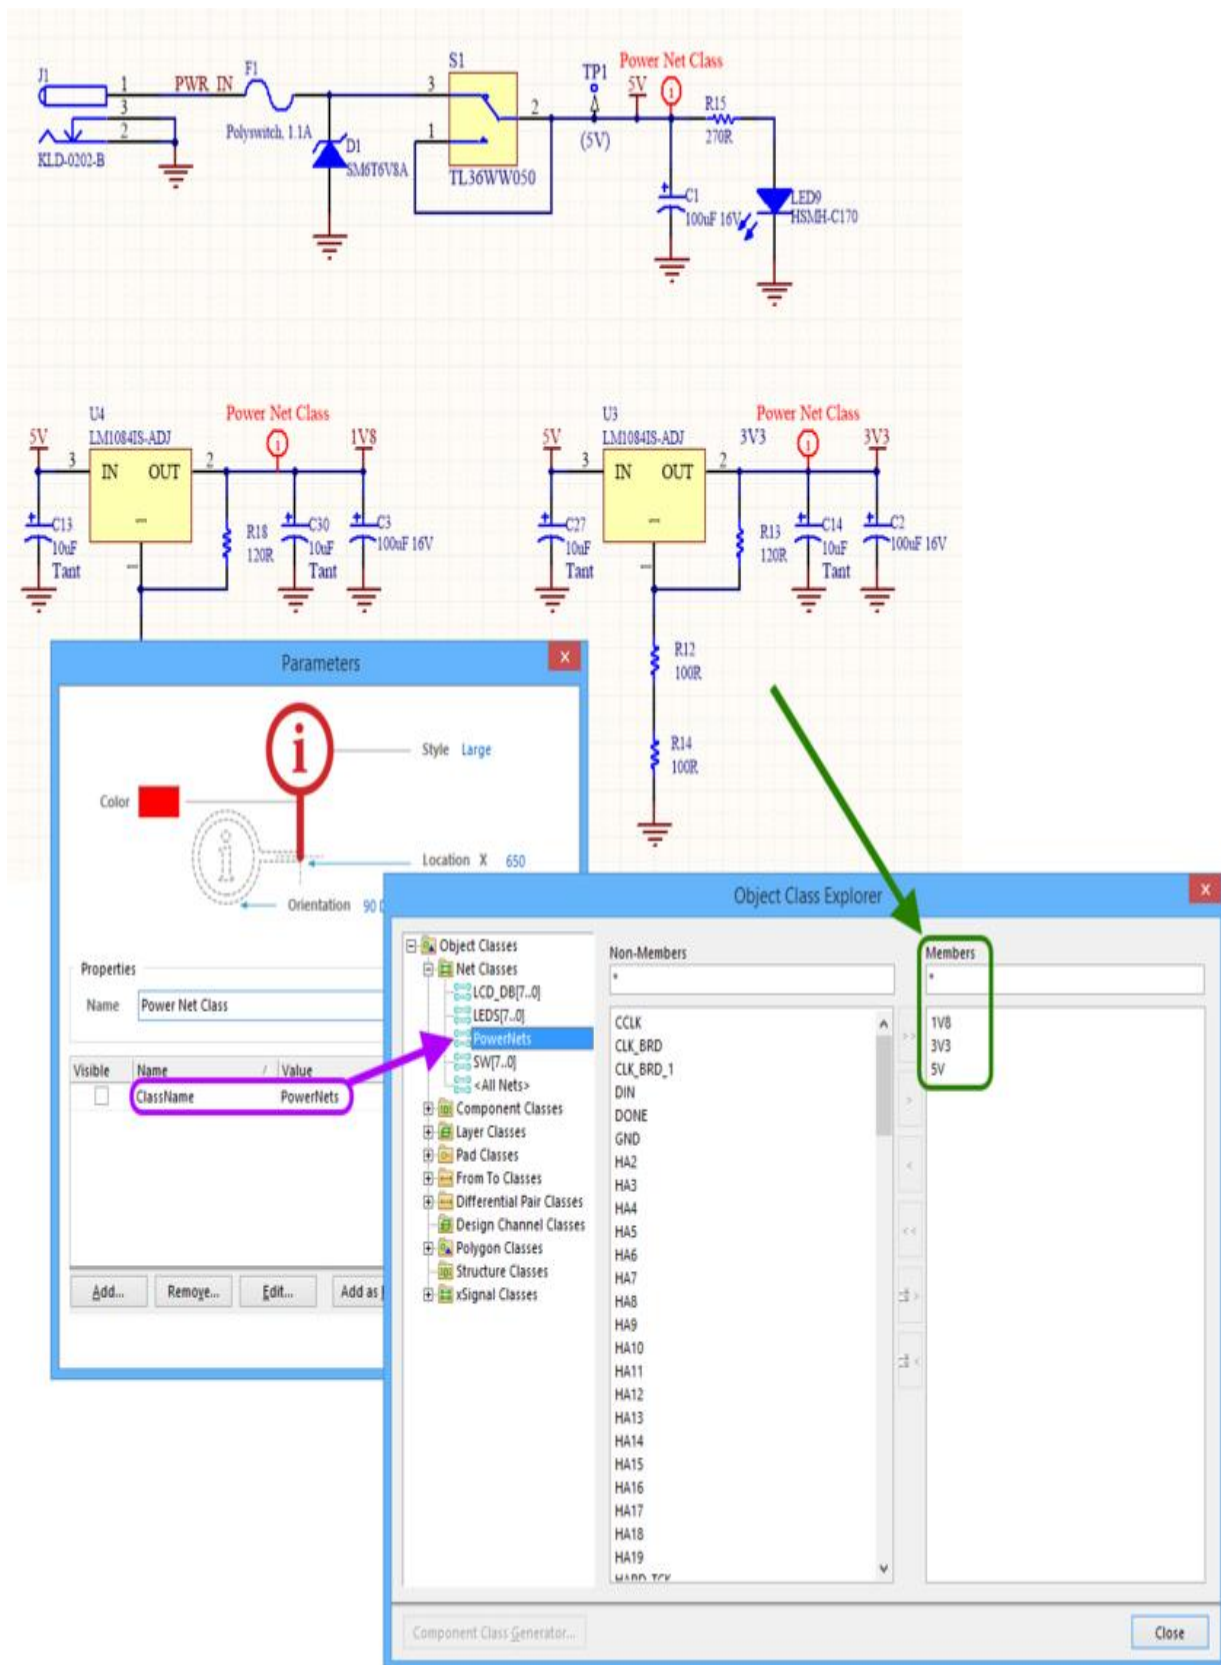 Power Net Class
J1
1
PWR_IN
F1
3
S1
TP1
5V
1
R15
3
2
KLD-0202-B
Polyswitch, 1.1A
D1
SM6T6V8A
1
2
TL36WW050
(5V)
270R
C1
100uF 16V
LED9
HSMH-C170
U4
Power Net Class
U3
Power Net Class
5V
LM1084IS-ADJ
1
1V8
5V
LM1084IS-ADJ
3V3
1
3V3
3
IN
OUT
2
3
IN
OUT
2
C13
10uF
Tant
1
R18
120R
C30
10uF
Tant
C3
100uF 16V
C27
10uF
Tant
1
R13
120R
C14
10uF
Tant
C2
100uF 16V
R12
100R
R14
100R
Parameters
Style Large
Color
Location X 650
Orientation 90
Properties
Name Power Net Class
Visible Name / Value
ClassName PowerNets
Add... Remove... Edit... Add as
Object Class Explorer
Object Classes
Net Classes
LCD_DB[7..0]
LEDS[7..0]
PowerNets
SW[7..0]
<All Nets>
Component Classes
Layer Classes
Pad Classes
From To Classes
Differential Pair Classes
Design Channel Classes
Polygon Classes
Structure Classes
xSignal Classes
Non-Members
*
CCLK
CLK_BRD
CLK_BRD_1
DIN
DONE
GND
HA2
HA3
HA4
HA5
HA6
HA7
HA8
HA9
HA10
HA11
HA12
HA13
HA14
HA15
HA16
HA17
HA18
HA19
HARD_TCK
>>
>
<
<<
>
<
Members
*
1V8
3V3
5V
Component Class Generator...
Close